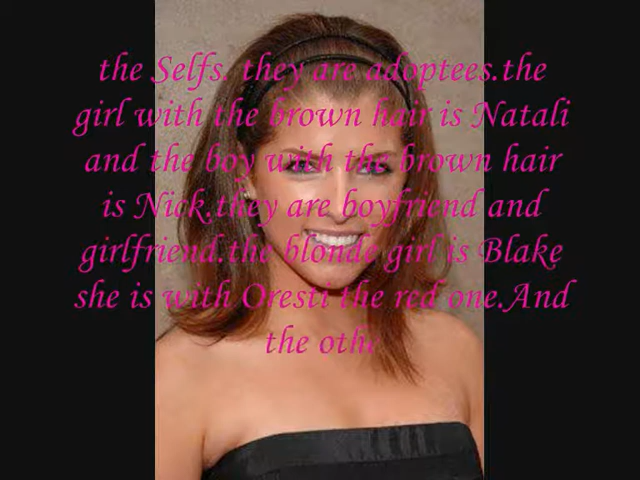 the Selfs. they are adoptees.the
girl with the brown hair is Natali
and the boy with the brown hair
is Nick.they are boyfriend and
girlfriend.the blonde girl is Blake
she is with Oresti the red one.And
the othe